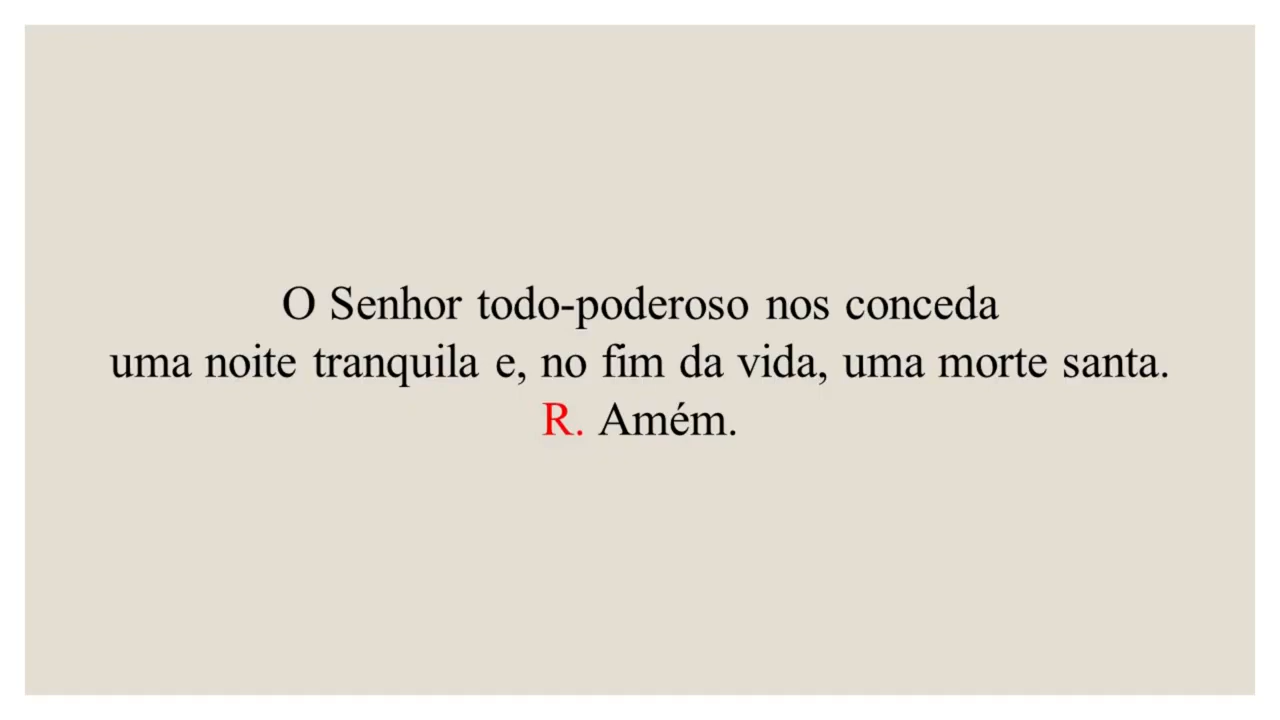 O Senhor todo-poderoso nos conceda
uma noite tranquila e, no fim da vida, uma morte santa.
R. Amém.